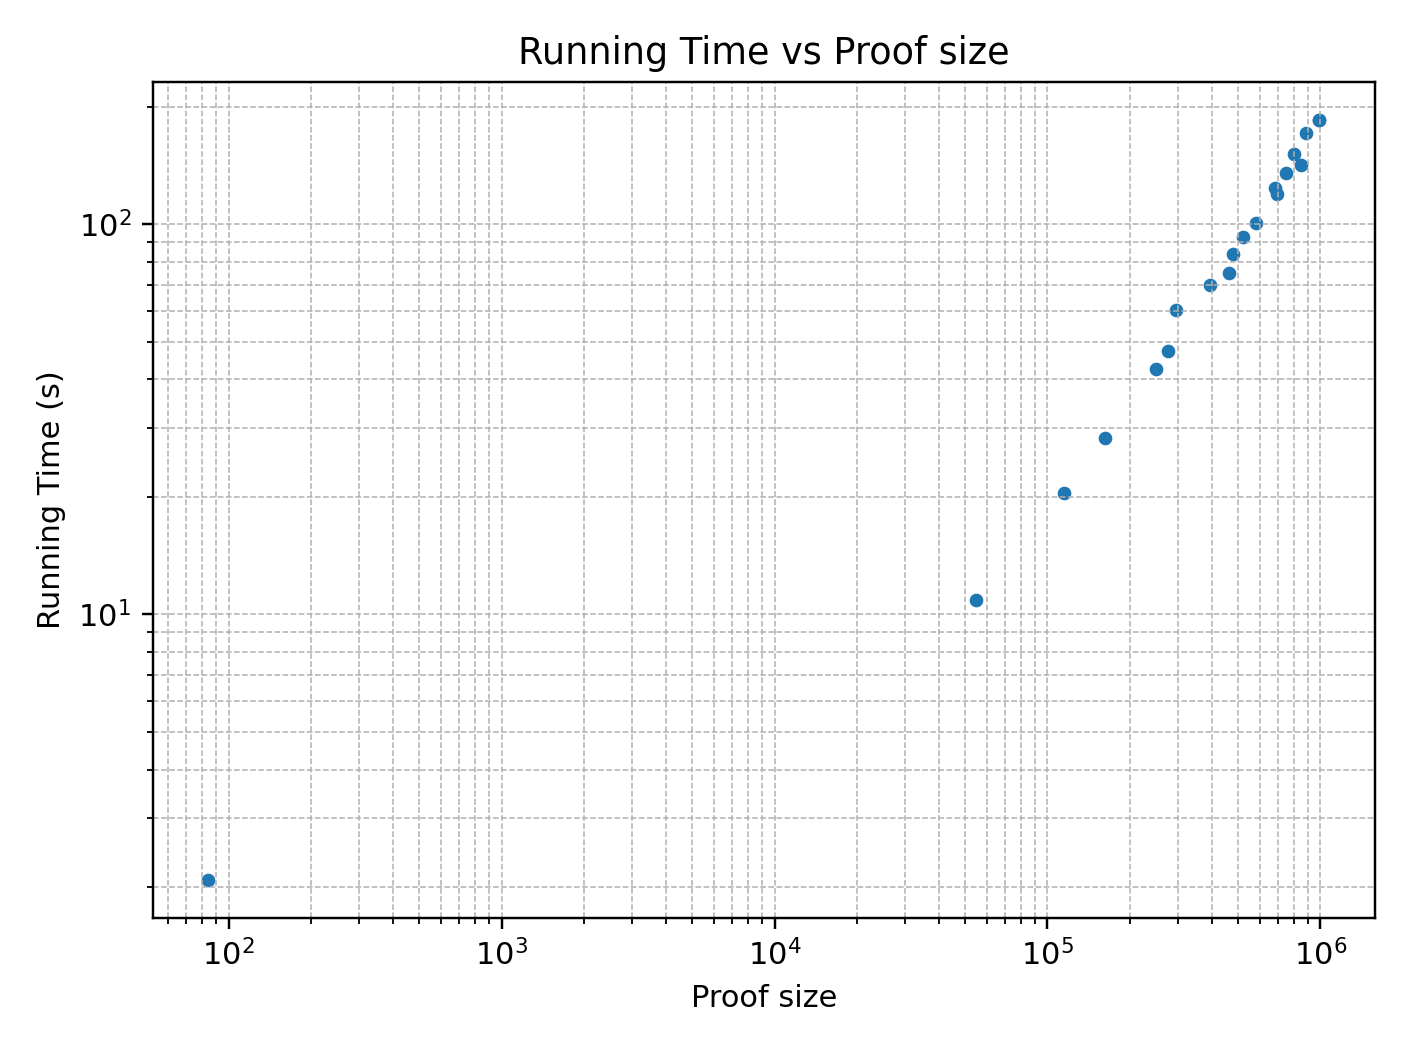 Running Time vs Proof size
Running Time (s)
10²
10¹
10² 10³ 10⁴ 10⁵ 10⁶
Proof size